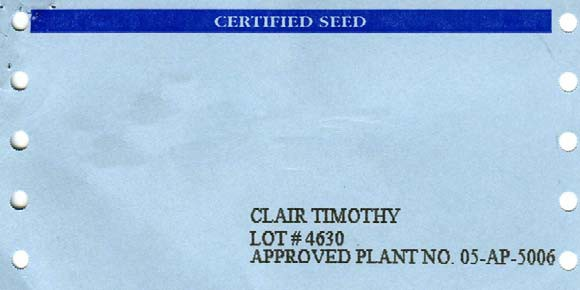 CERTIFIED SEED
CLAIR TIMOTHY
LOT # 4630
APPROVED PLANT NO. 05-AP-5006